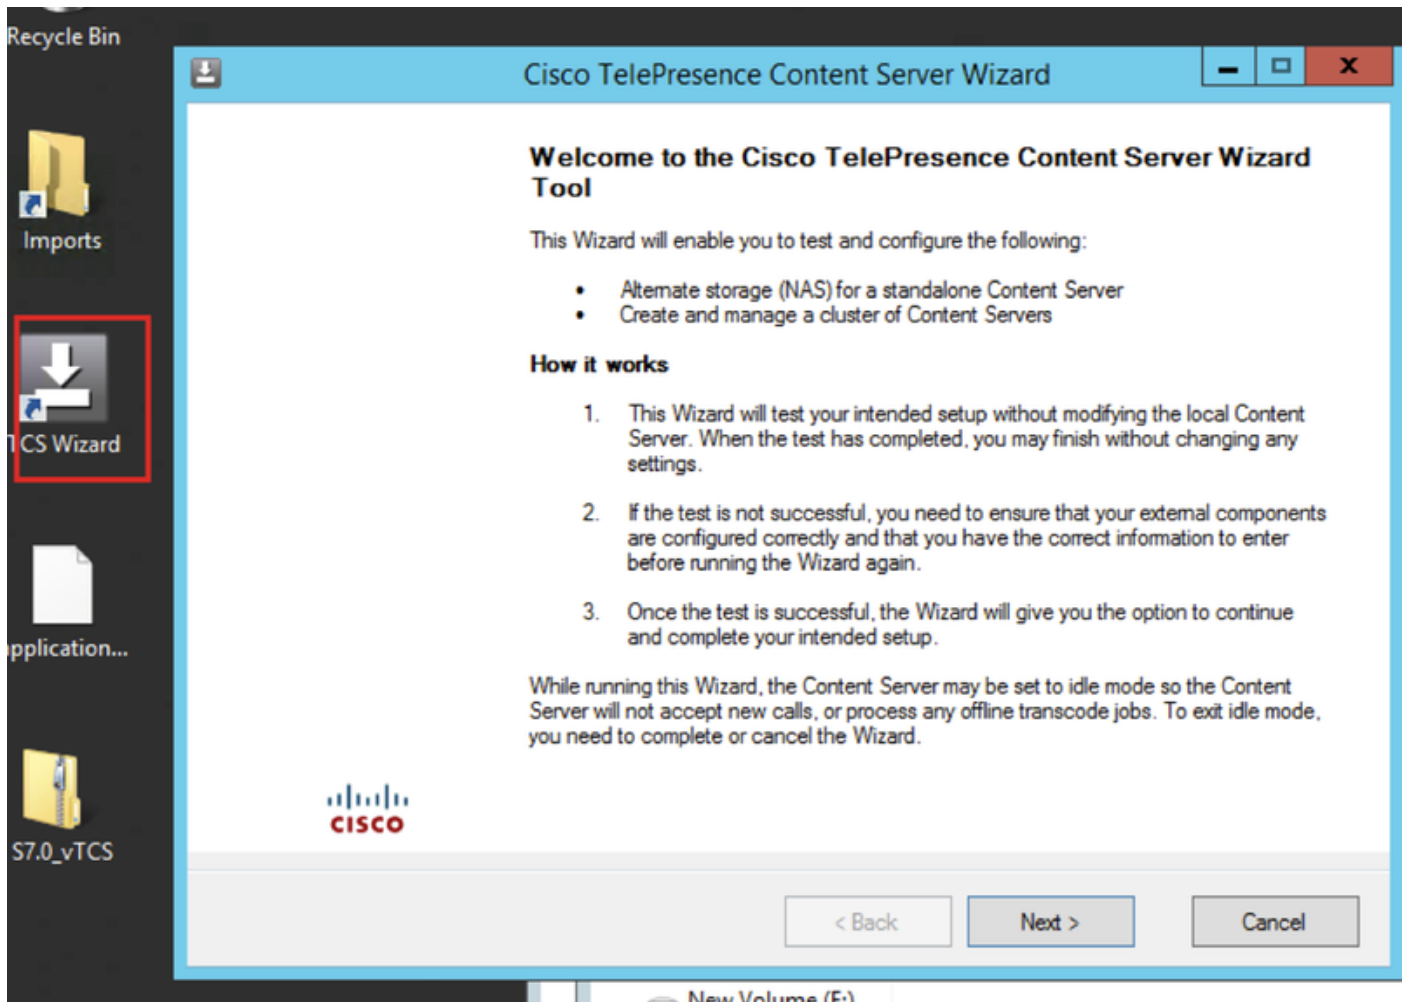 Recycle Bin
Cisco TelePresence Content Server Wizard
Imports
TCS Wizard
application...
S7.0_vTCS
Welcome to the Cisco TelePresence Content Server Wizard
Tool
This Wizard will enable you to test and configure the following:
• Alternate storage (NAS) for a standalone Content Server
• Create and manage a cluster of Content Servers
How it works
1. This Wizard will test your intended setup without modifying the local Content
Server. When the test has completed, you may finish without changing any
settings.
2. If the test is not successful, you need to ensure that your external components
are configured correctly and that you have the correct information to enter
before running the Wizard again.
3. Once the test is successful, the Wizard will give you the option to continue
and complete your intended setup.
While running this Wizard, the Content Server may be set to idle mode so the Content
Server will not accept new calls, or process any offline transcode jobs. To exit idle mode,
you need to complete or cancel the Wizard.
CISCO
< Back
Next >
Cancel
New Volume (E:)